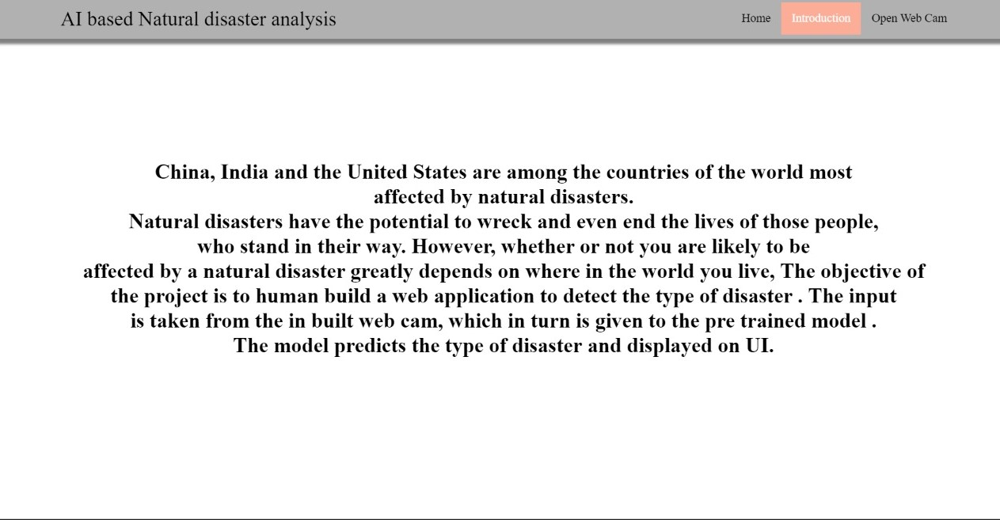 AI based Natural disaster analysis
Home Introduction Open Web Cam
China, India and the United States are among the countries of the world most
affected by natural disasters.
Natural disasters have the potential to wreck and even end the lives of those people,
who stand in their way. However, whether or not you are likely to be
affected by a natural disaster greatly depends on where in the world you live, The objective of
the project is to human build a web application to detect the type of disaster . The input
is taken from the in built web cam, which in turn is given to the pre trained model .
The model predicts the type of disaster and displayed on UI.